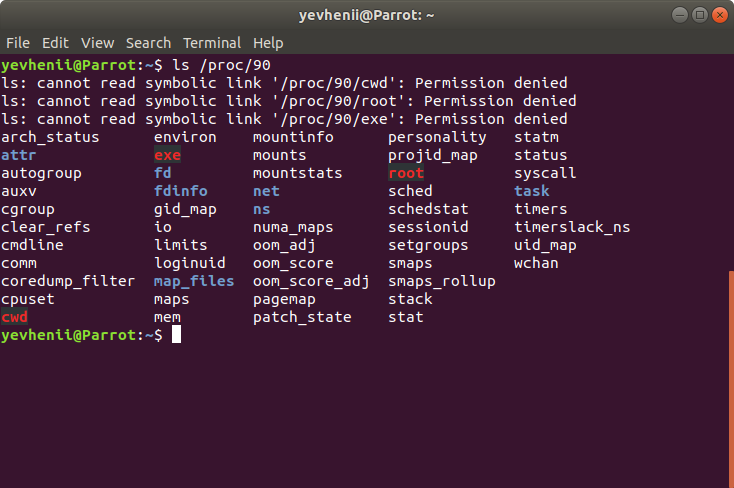 yevhenii@Parrot: ~
File Edit View Search Terminal Help
yevhenii@Parrot:~$ ls /proc/90
ls: cannot read symbolic link '/proc/90/cwd': Permission denied
ls: cannot read symbolic link '/proc/90/root': Permission denied
ls: cannot read symbolic link '/proc/90/exe': Permission denied
arch_status environ mountinfo personality statm
attr exe mounts projid_map status
autogroup fd mountstats root syscall
auxv fdinfo net sched task
cgroup gid_map ns schedstat timers
clear_refs io numa_maps sessionid timerslack_ns
cmdline limits oom_adj setgroups uid_map
comm loginuid oom_score smaps wchan
coredump_filter map_files oom_score_adj smaps_rollup
cpuset maps pagemap stack
cwd mem patch_state stat
yevhenii@Parrot:~$